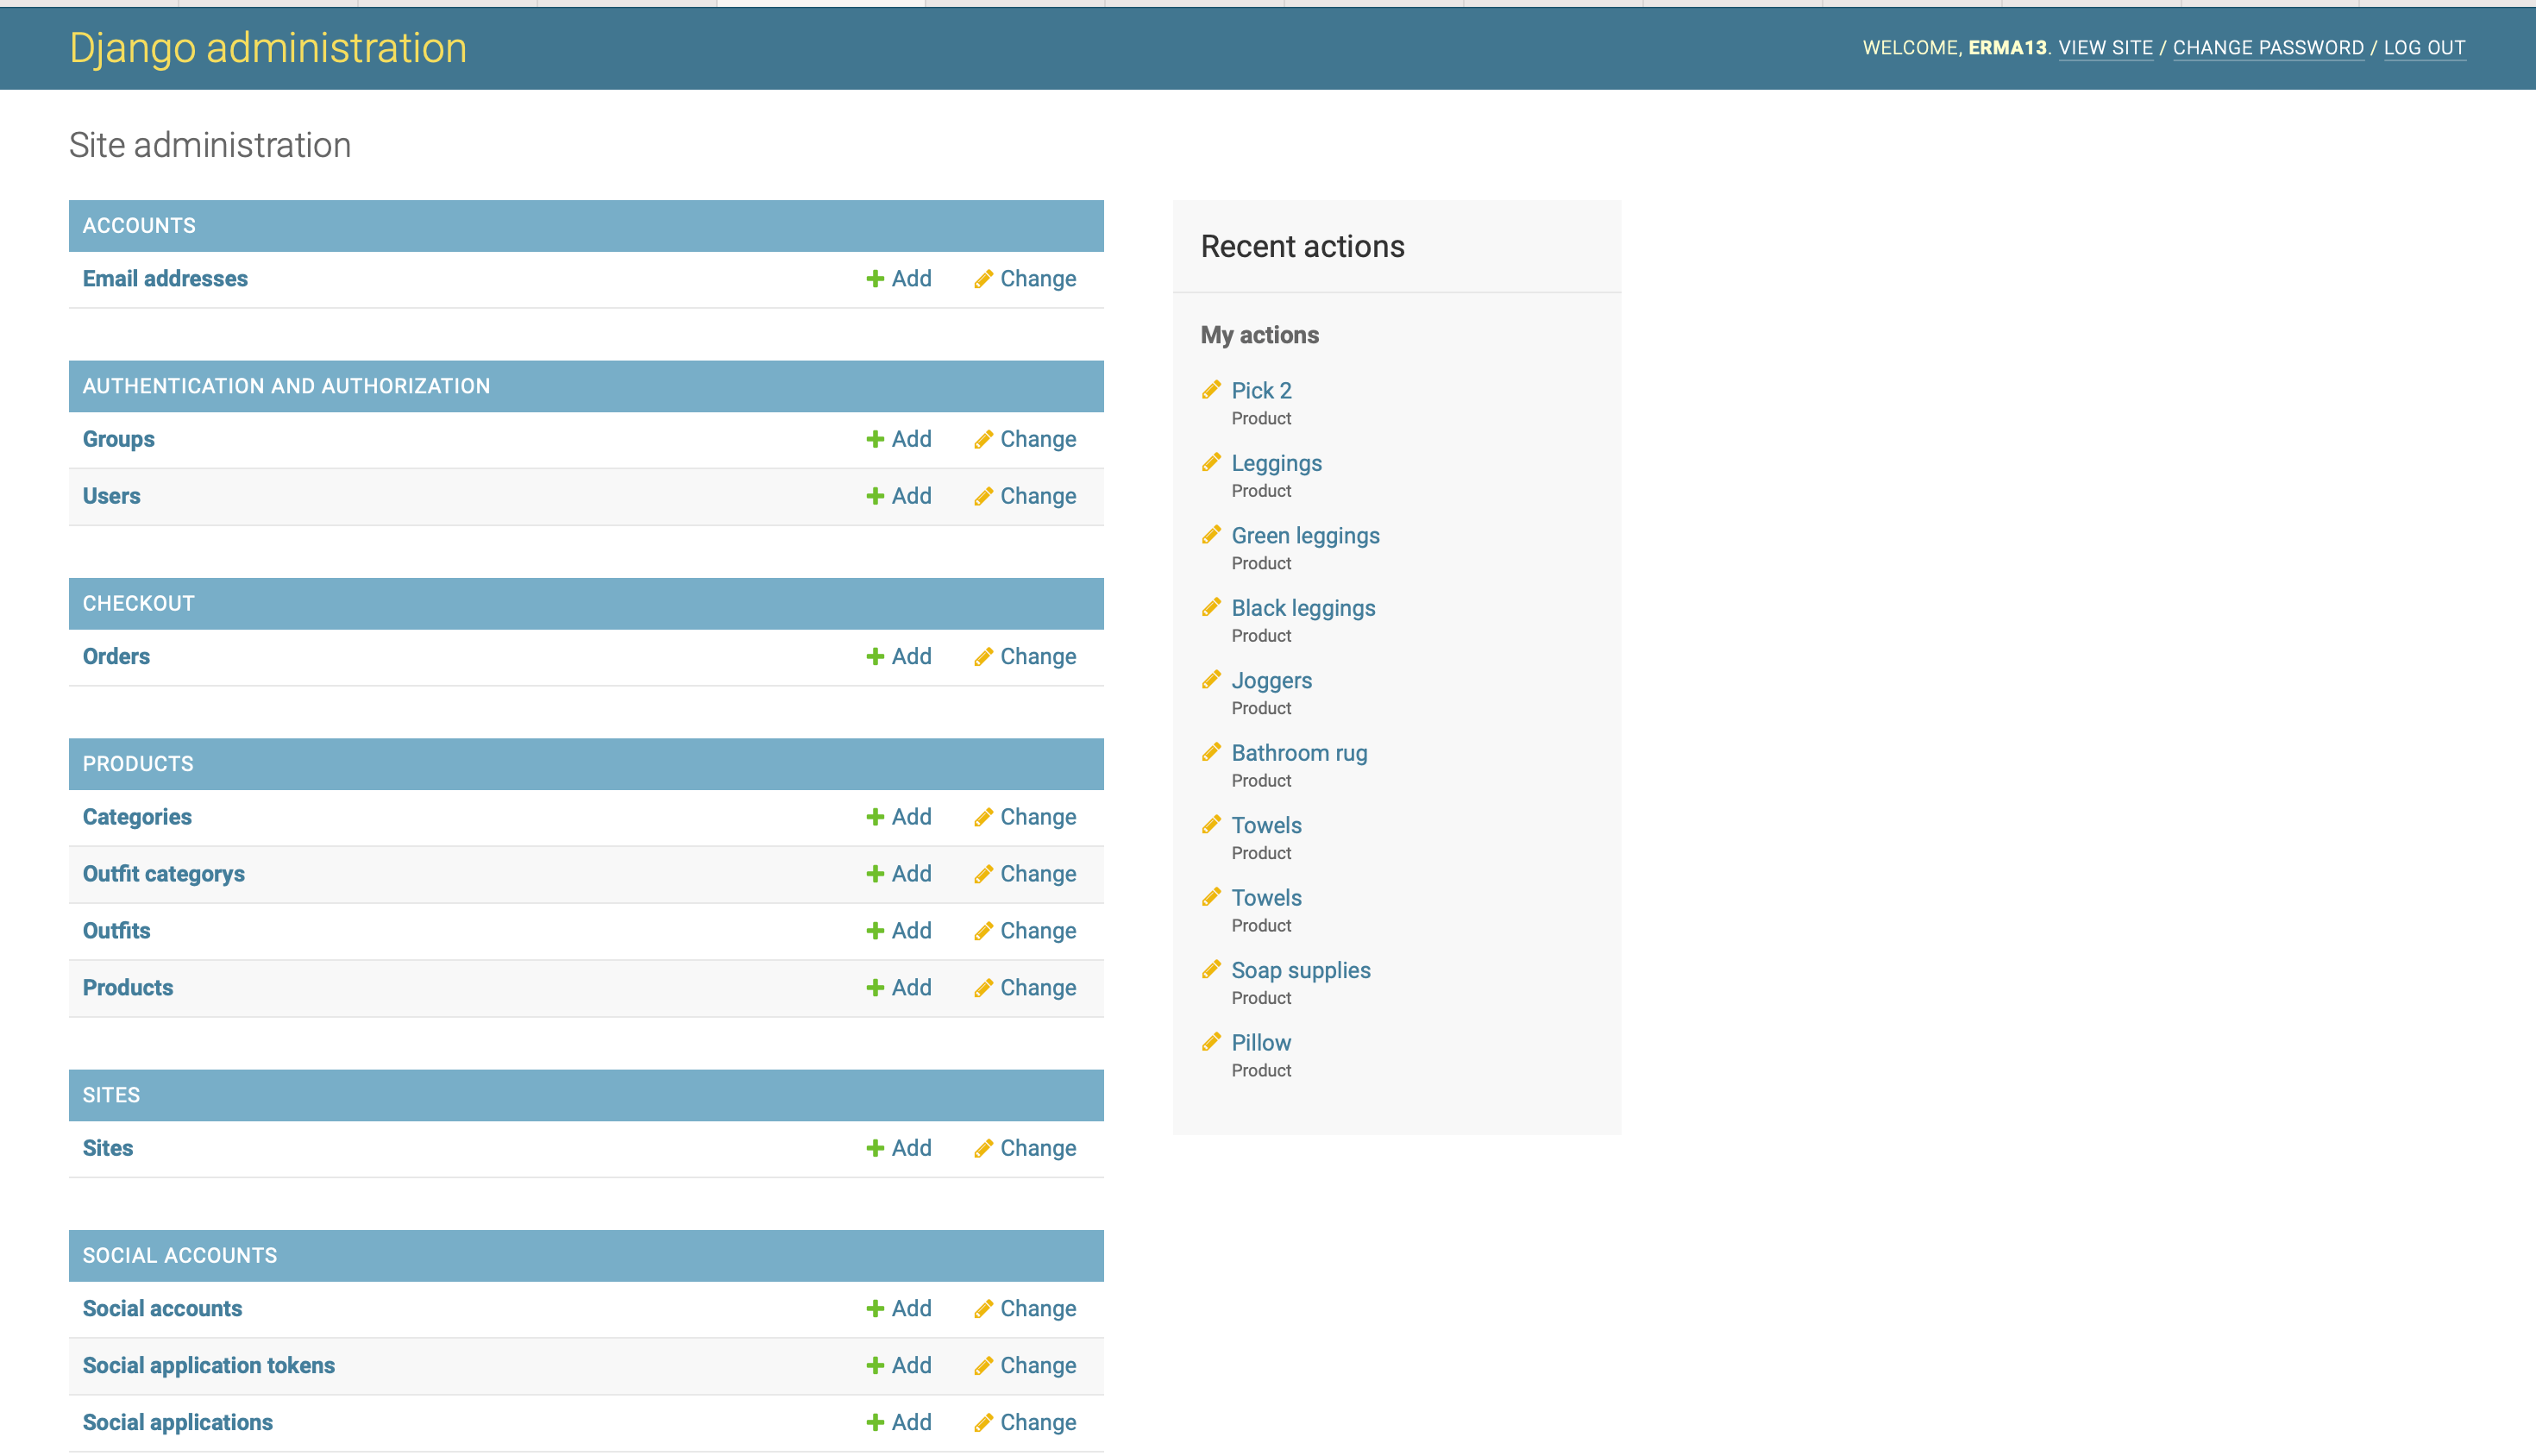 Django administration
WELCOME, ERMA13. VIEW SITE / CHANGE PASSWORD / LOG OUT
Site administration
ACCOUNTS
Email addresses Add Change
AUTHENTICATION AND AUTHORIZATION
Groups Add Change
Users Add Change
CHECKOUT
Orders Add Change
PRODUCTS
Categories Add Change
Outfit categorys Add Change
Outfits Add Change
Products Add Change
SITES
Sites Add Change
SOCIAL ACCOUNTS
Social accounts Add Change
Social application tokens Add Change
Social applications Add Change
Recent actions
My actions
Pick 2
Product
Leggings
Product
Green leggings
Product
Black leggings
Product
Joggers
Product
Bathroom rug
Product
Towels
Product
Towels
Product
Soap supplies
Product
Pillow
Product